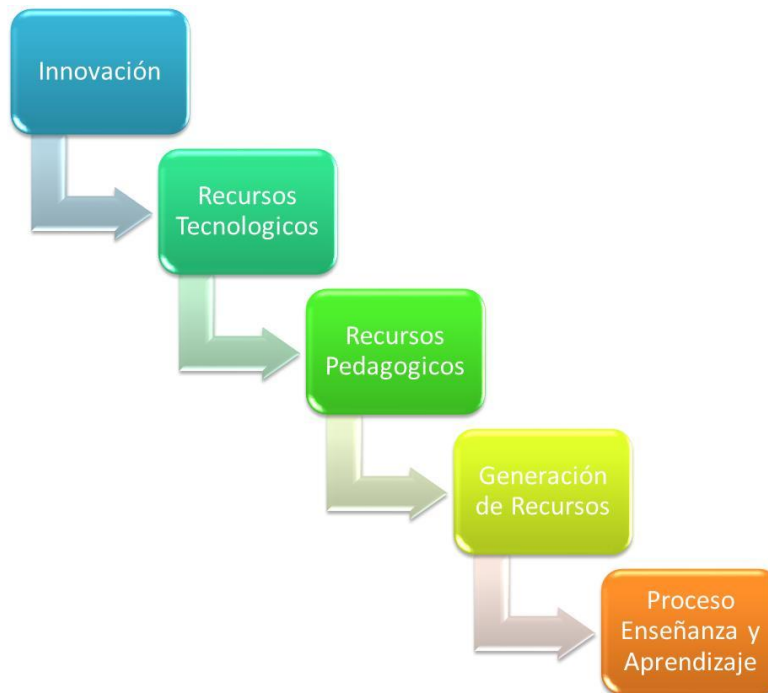 Innovación
Recursos
Tecnologicos
Recursos
Pedagogicos
Generación
de Recursos
Proceso
Enseñanza y
Aprendizaje